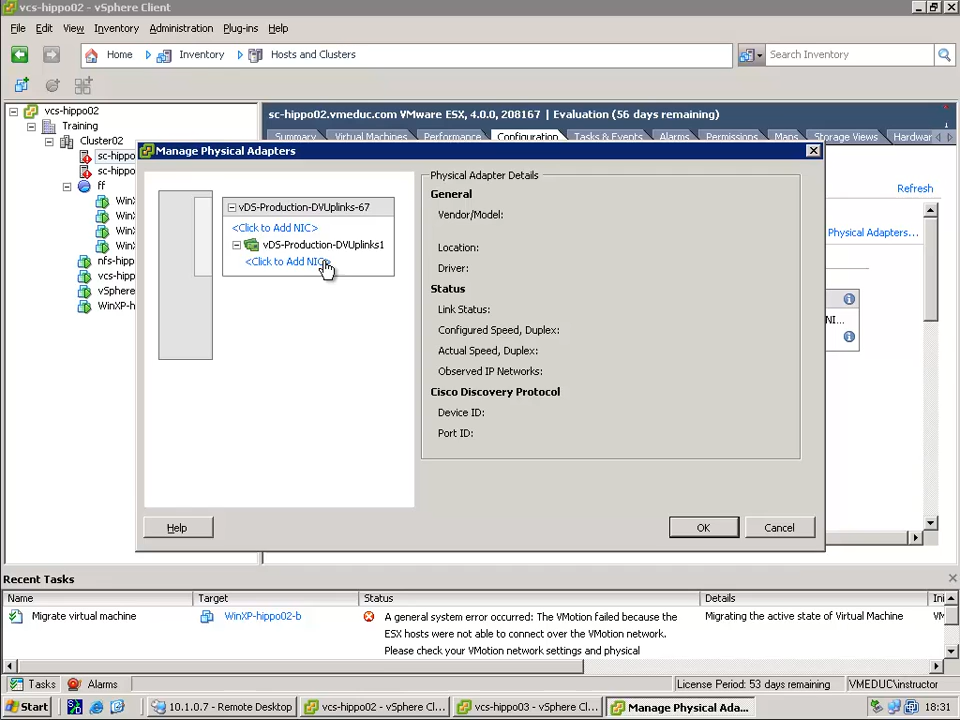 vcs-hippo02 - vSphere Client
File Edit View Inventory Administration Plug-ins Help
Home Inventory Hosts and Clusters Search Inventory
vcs-hippo02
Training
Cluster02
sc-hippo
sc-hippo
ff
Win
Win
Win
Win
nfs-hipp
vcs-hipp
vSphere
WinXP-h
sc-hippo02.vmeduc.com VMware ESX, 4.0.0, 208167 | Evaluation (56 days remaining)
Summary Virtual Machines Performance Configuration Tasks & Events Alarms Permissions Maps Storage Views Hardwar
Refresh
Physical Adapters...
NI...
Manage Physical Adapters
vDS-Production-DVUplinks-67
<Click to Add NIC>
vDS-Production-DVUplinks1
<Click to Add NIC>
Physical Adapter Details
General
Vendor/Model:
Location:
Driver:
Status
Link Status:
Configured Speed, Duplex:
Actual Speed, Duplex:
Observed IP Networks:
Cisco Discovery Protocol
Device ID:
Port ID:
Help OK Cancel
Recent Tasks
Name Target Status Details Ini
Migrate virtual machine WinXP-hippo02-b A general system error occurred: The VMotion failed because the Migrating the active state of Virtual Machine VM
ESX hosts were not able to connect over the VMotion network.
Please check your VMotion network settings and physical
Tasks Alarms License Period: 53 days remaining VMEDUC\instructor
Start 10.1.0.7 - Remote Desktop vcs-hippo02 - vSphere Cl... vcs-hippo03 - vSphere Cl... Manage Physical Ada... 18:31